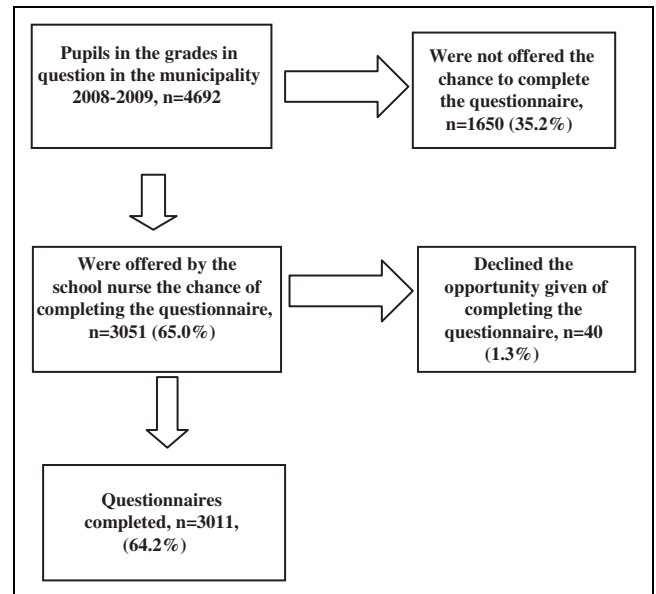 Pupils in the grades in
question in the municipality
2008-2009, n=4692
Were not offered the
chance to complete
the questionnaire,
n=1650 (35.2%)
Were offered by the
school nurse the chance of
completing the questionnaire,
n=3051 (65.0%)
Declined the
opportunity given of
completing the
questionnaire, n=40
(1.3%)
Questionnaires
completed, n=3011,
(64.2%)